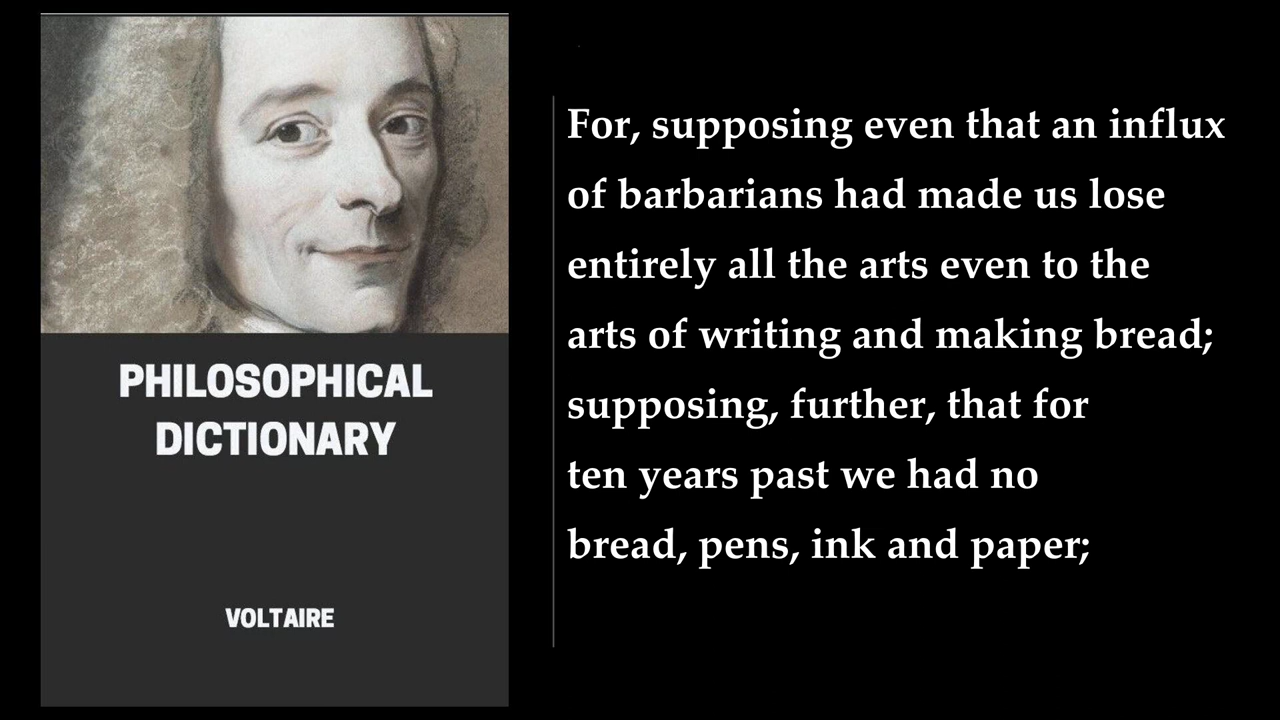 PHILOSOPHICAL
DICTIONARY
VOLTAIRE
For, supposing even that an influx
of barbarians had made us lose
entirely all the arts even to the
arts of writing and making bread;
supposing, further, that for
ten years past we had no
bread, pens, ink and paper;